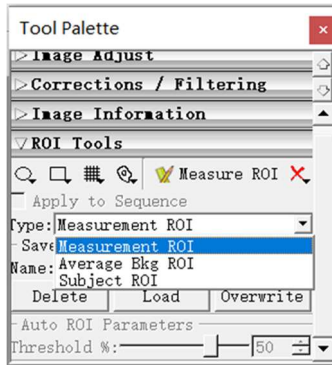 Tool Palette
Image Adjust
Corrections / Filtering
Image Information
ROI Tools
Measure ROI
Apply to Sequence
Type: Measurement ROI
Save
Measurement ROI
Name:
Average Bkg ROI
Subject ROI
Delete Load Overwrite
Auto ROI Parameters
Threshold %: 50